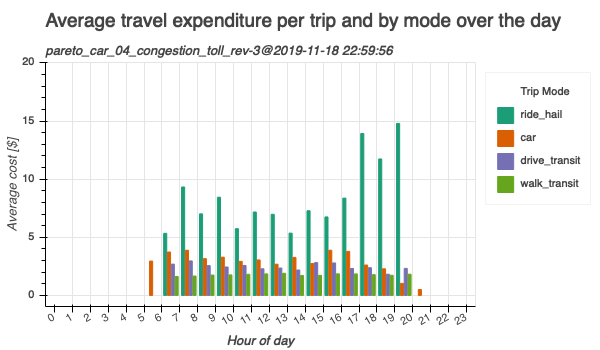 Average travel expenditure per trip and by mode over the day
pareto_car_04_congestion_toll_rev-3@2019-11-18 22:59:56
Average cost [$]
20
15
10
5
0
0 1 2 3 4 5 6 7 8 9 10 11 12 13 14 15 16 17 18 19 20 21 22 23
Hour of day
Trip Mode
ride_hail
car
drive_transit
walk_transit